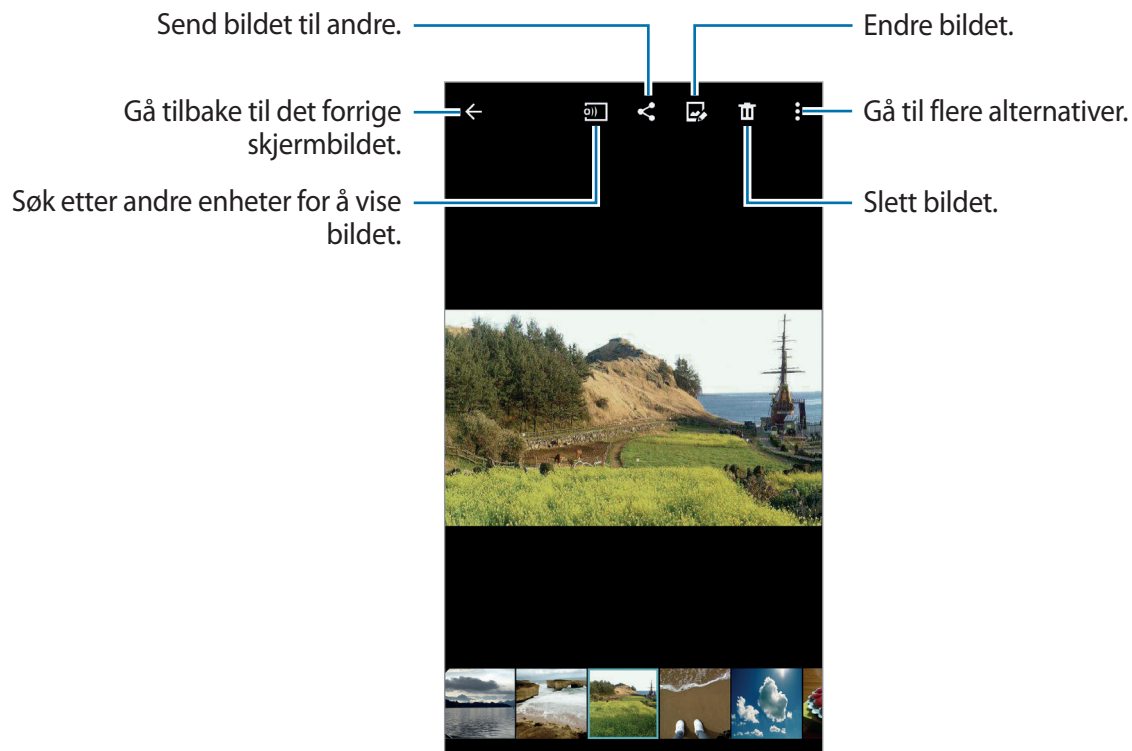 Send bildet til andre.
Endre bildet.
Gå tilbake til det forrige
skjermbildet.
Gå til flere alternativer.
Søk etter andre enheter for å vise
bildet.
Slett bildet.